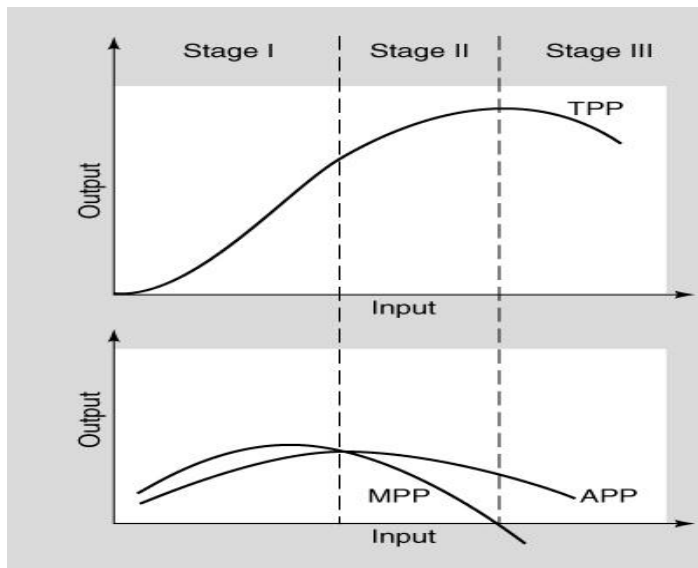 Stage I Stage II Stage III
TPP
Output
Input
Output
MPP APP
Input